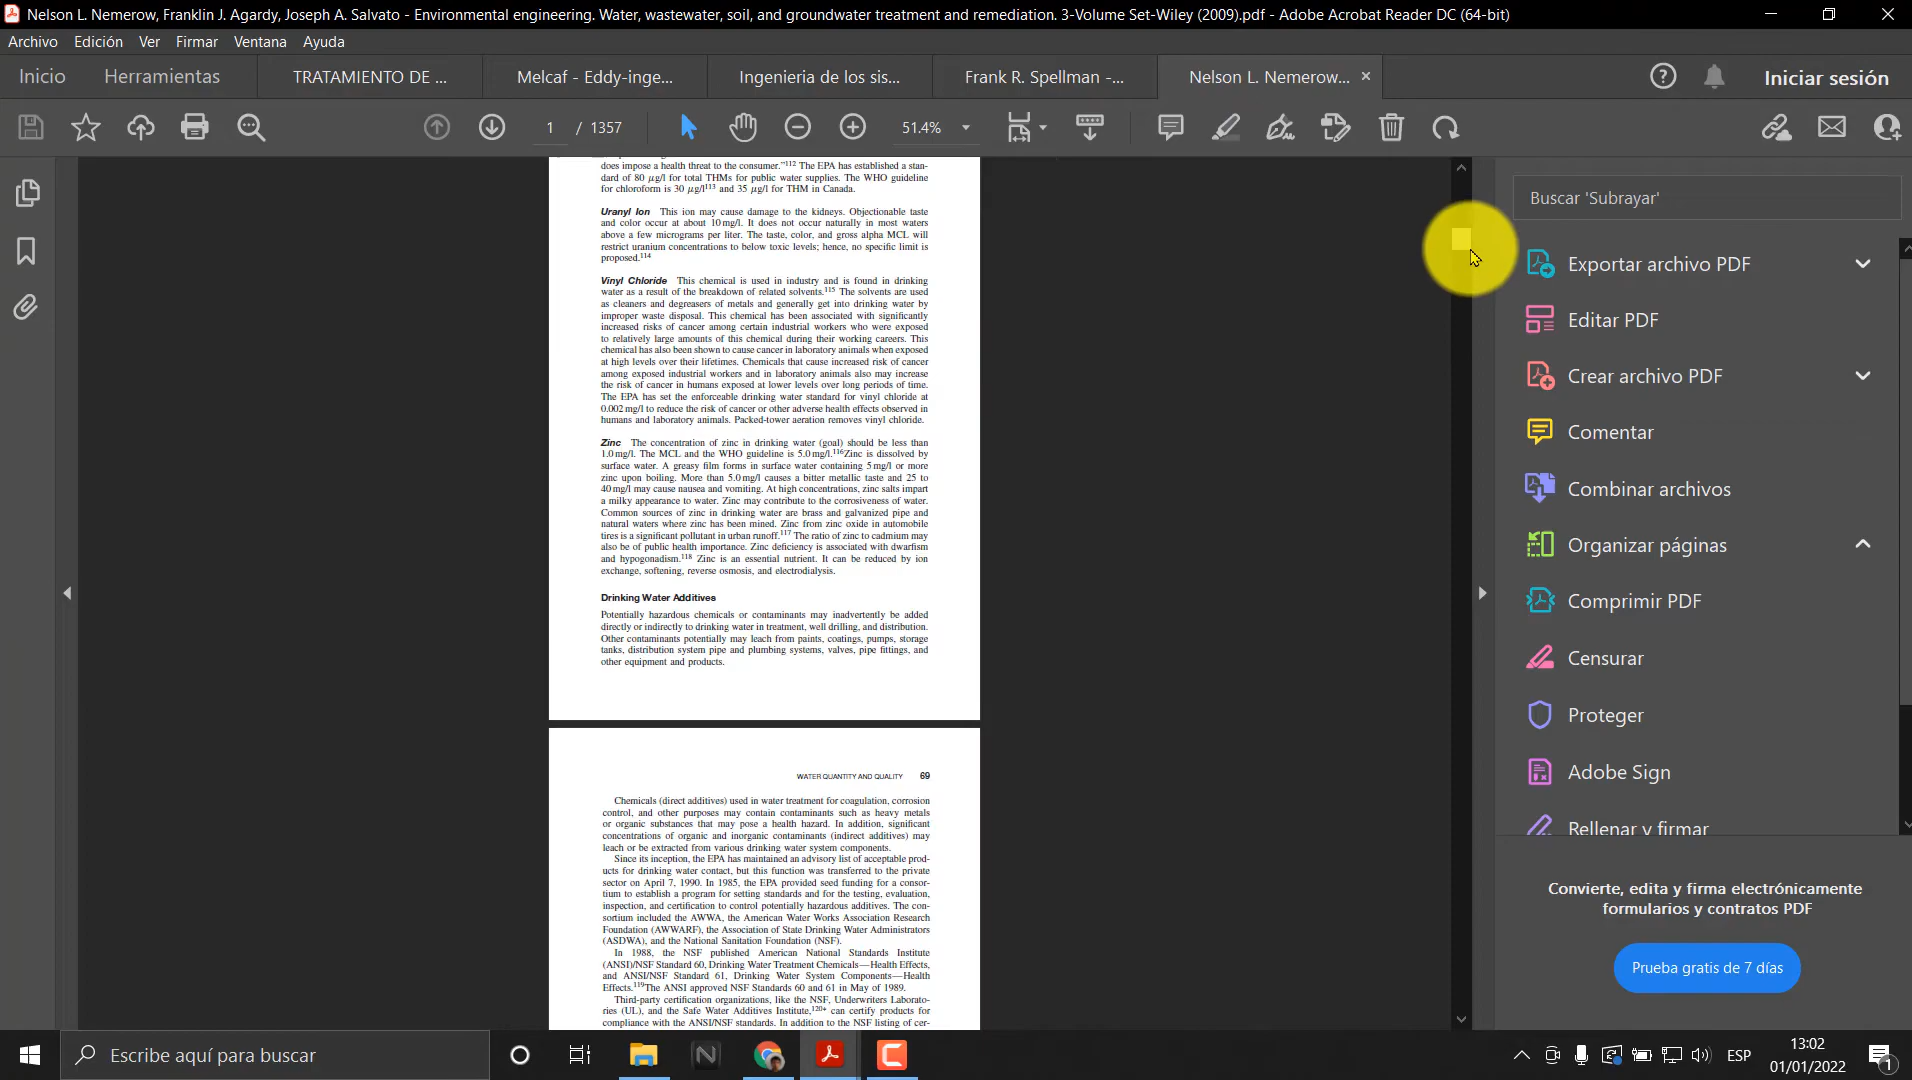 Nelson L. Nemerow, Franklin J. Agardy, Joseph A. Salvato - Environmental engineering. Water, wastewater, soil, and groundwater treatment and remediation. 3-Volume Set-Wiley (2009).pdf - Adobe Acrobat Reader DC (64-bit)
Archivo Edición Ver Firmar Ventana Ayuda
Inicio Herramientas TRATAMIENTO DE ... Melcaf - Eddy-inge... Ingenieria de los sis... Frank R. Spellman -... Nelson L. Nemerow... Iniciar sesión
1 / 1357 51.4%
does impose a health threat to the consumer."112 The EPA has established a stan-
dard of 80 μg/l for total THMs for public water supplies. The WHO guideline
for chloroform is 30 μg/l113 and 35 μg/l for THM in Canada.
Uranyl Ion This ion may cause damage to the kidneys. Objectionable taste
and color occur at about 10 mg/l. It does not occur naturally in most waters
above a few micrograms per liter. The taste, color, and gross alpha MCL will
restrict uranium concentrations to below toxic levels; hence, no specific limit is
proposed.114
Vinyl Chloride This chemical is used in industry and is found in drinking
water as a result of the breakdown of related solvents.115 The solvents are used
as cleaners and degreasers of metals and generally get into drinking water by
improper waste disposal. This chemical has been associated with significantly
increased risks of cancer among certain industrial workers who were exposed
to relatively large amounts of this chemical during their working careers. This
chemical has also been shown to cause cancer in laboratory animals when exposed
at high levels over their lifetimes. Chemicals that cause increased risk of cancer
among exposed industrial workers and in laboratory animals also may increase
the risk of cancer in humans exposed at lower levels over long periods of time.
The EPA has set the enforceable drinking water standard for vinyl chloride at
0.002 mg/l to reduce the risk of cancer or other adverse health effects observed in
humans and laboratory animals. Packed-tower aeration removes vinyl chloride.
Zinc The concentration of zinc in drinking water (goal) should be less than
1.0 mg/l. The MCL and the WHO guideline is 5.0 mg/l.116Zinc is dissolved by
surface water. A greasy film forms in surface water containing 5 mg/l or more
zinc upon boiling. More than 5.0 mg/l causes a bitter metallic taste and 25 to
40 mg/l may cause nausea and vomiting. At high concentrations, zinc salts impart
a milky appearance to water. Zinc may contribute to the corrosiveness of water.
Common sources of zinc in drinking water are brass and galvanized pipe and
natural waters where zinc has been mined. Zinc from zinc oxide in automobile
tires is a significant pollutant in urban runoff.117 The ratio of zinc to cadmium may
also be of public health importance. Zinc deficiency is associated with dwarfism
and hypogonadism.118 Zinc is an essential nutrient. It can be reduced by ion
exchange, softening, reverse osmosis, and electrodialysis.
Drinking Water Additives
Potentially hazardous chemicals or contaminants may inadvertently be added
directly or indirectly to drinking water in treatment, well drilling, and distribution.
Other contaminants potentially may leach from paints, coatings, pumps, storage
tanks, distribution system pipe and plumbing systems, valves, pipe fittings, and
other equipment and products.
WATER QUANTITY AND QUALITY 69
Chemicals (direct additives) used in water treatment for coagulation, corrosion
control, and other purposes may contain contaminants such as heavy metals
or organic substances that may pose a health hazard. In addition, significant
concentrations of organic and inorganic contaminants (indirect additives) may
leach or be extracted from various drinking water system components.
Since its inception, the EPA has maintained an advisory list of acceptable prod-
ucts for drinking water contact, but this function was transferred to the private
sector on April 7, 1990. In 1985, the EPA provided seed funding for a consor-
tium to establish a program for setting standards and for the testing, evaluation,
inspection, and certification to control potentially hazardous additives. The con-
sortium included the AWWA, the American Water Works Association Research
Foundation (AWWARF), the Association of State Drinking Water Administrators
(ASDWA), and the National Sanitation Foundation (NSF).
In 1988, the NSF published American National Standards Institute
(ANSI)/NSF Standard 60, Drinking Water Treatment Chemicals—Health Effects,
and ANSI/NSF Standard 61, Drinking Water System Components—Health
Effects.119The ANSI approved NSF Standards 60 and 61 in May of 1989.
Third-party certification organizations, like the NSF, Underwriters Laborato-
ries (UL), and the Safe Water Additives Institute,120* can certify products for
compliance with the ANSI/NSF standards. In addition to the NSF listing of cer-
Buscar 'Subrayar'
Exportar archivo PDF
Editar PDF
Crear archivo PDF
Comentar
Combinar archivos
Organizar páginas
Comprimir PDF
Censurar
Proteger
Adobe Sign
Rellenar y firmar
Convierte, edita y firma electrónicamente
formularios y contratos PDF
Prueba gratis de 7 días
Escribe aquí para buscar
ESP
13:02
01/01/2022
1